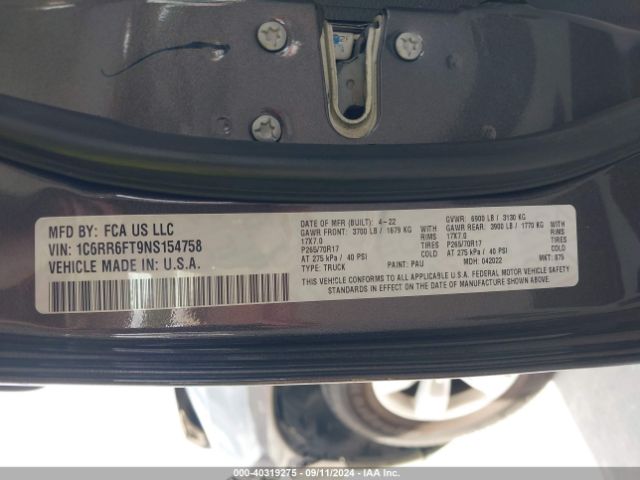 MFD BY: FCA US LLC
VIN: 1C6RR6FT9NS154758
VEHICLE MADE IN: U.S.A.
DATE OF MFR (BUILT): 4-22
GAWR FRONT: 3700 LB / 1679 KG
17X7.0 WITH
P265/70R17 RIMS
AT 275 kPa / 40 PSI TIRES
TYPE: TRUCK COLD
PAINT: PAU
GVWR: 6900 LB / 3130 KG
GAWR REAR: 3900 LB / 1770 KG
17X7.0 WITH
P265/70R17 RIMS
AT 275 kPa / 40 PSI TIRES
MDH: 042022 COLD
MKT: 875
THIS VEHICLE CONFORMS TO ALL APPLICABLE U.S.A. FEDERAL MOTOR VEHICLE SAFETY
STANDARDS IN EFFECT ON THE DATE OF MANUFACTURE SHOWN ABOVE.
000-40319275 - 09/11/2024 - IAAI.COM